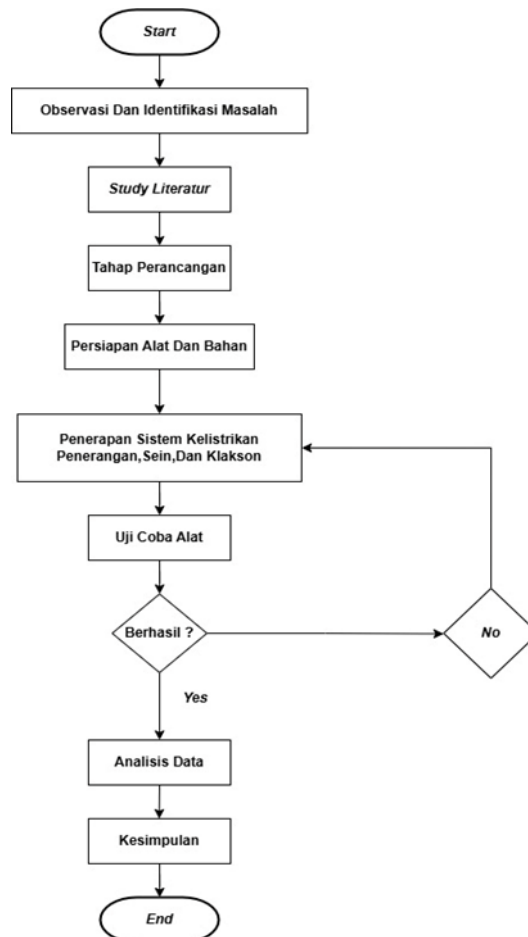 Start
Observasi Dan Identifikasi Masalah
Study Literatur
Tahap Perancangan
Persiapan Alat Dan Bahan
Penerapan Sistem Kelistrikan
Penerangan,Sein,Dan Klakson
Uji Coba Alat
Berhasil ?
No
Yes
Analisis Data
Kesimpulan
End